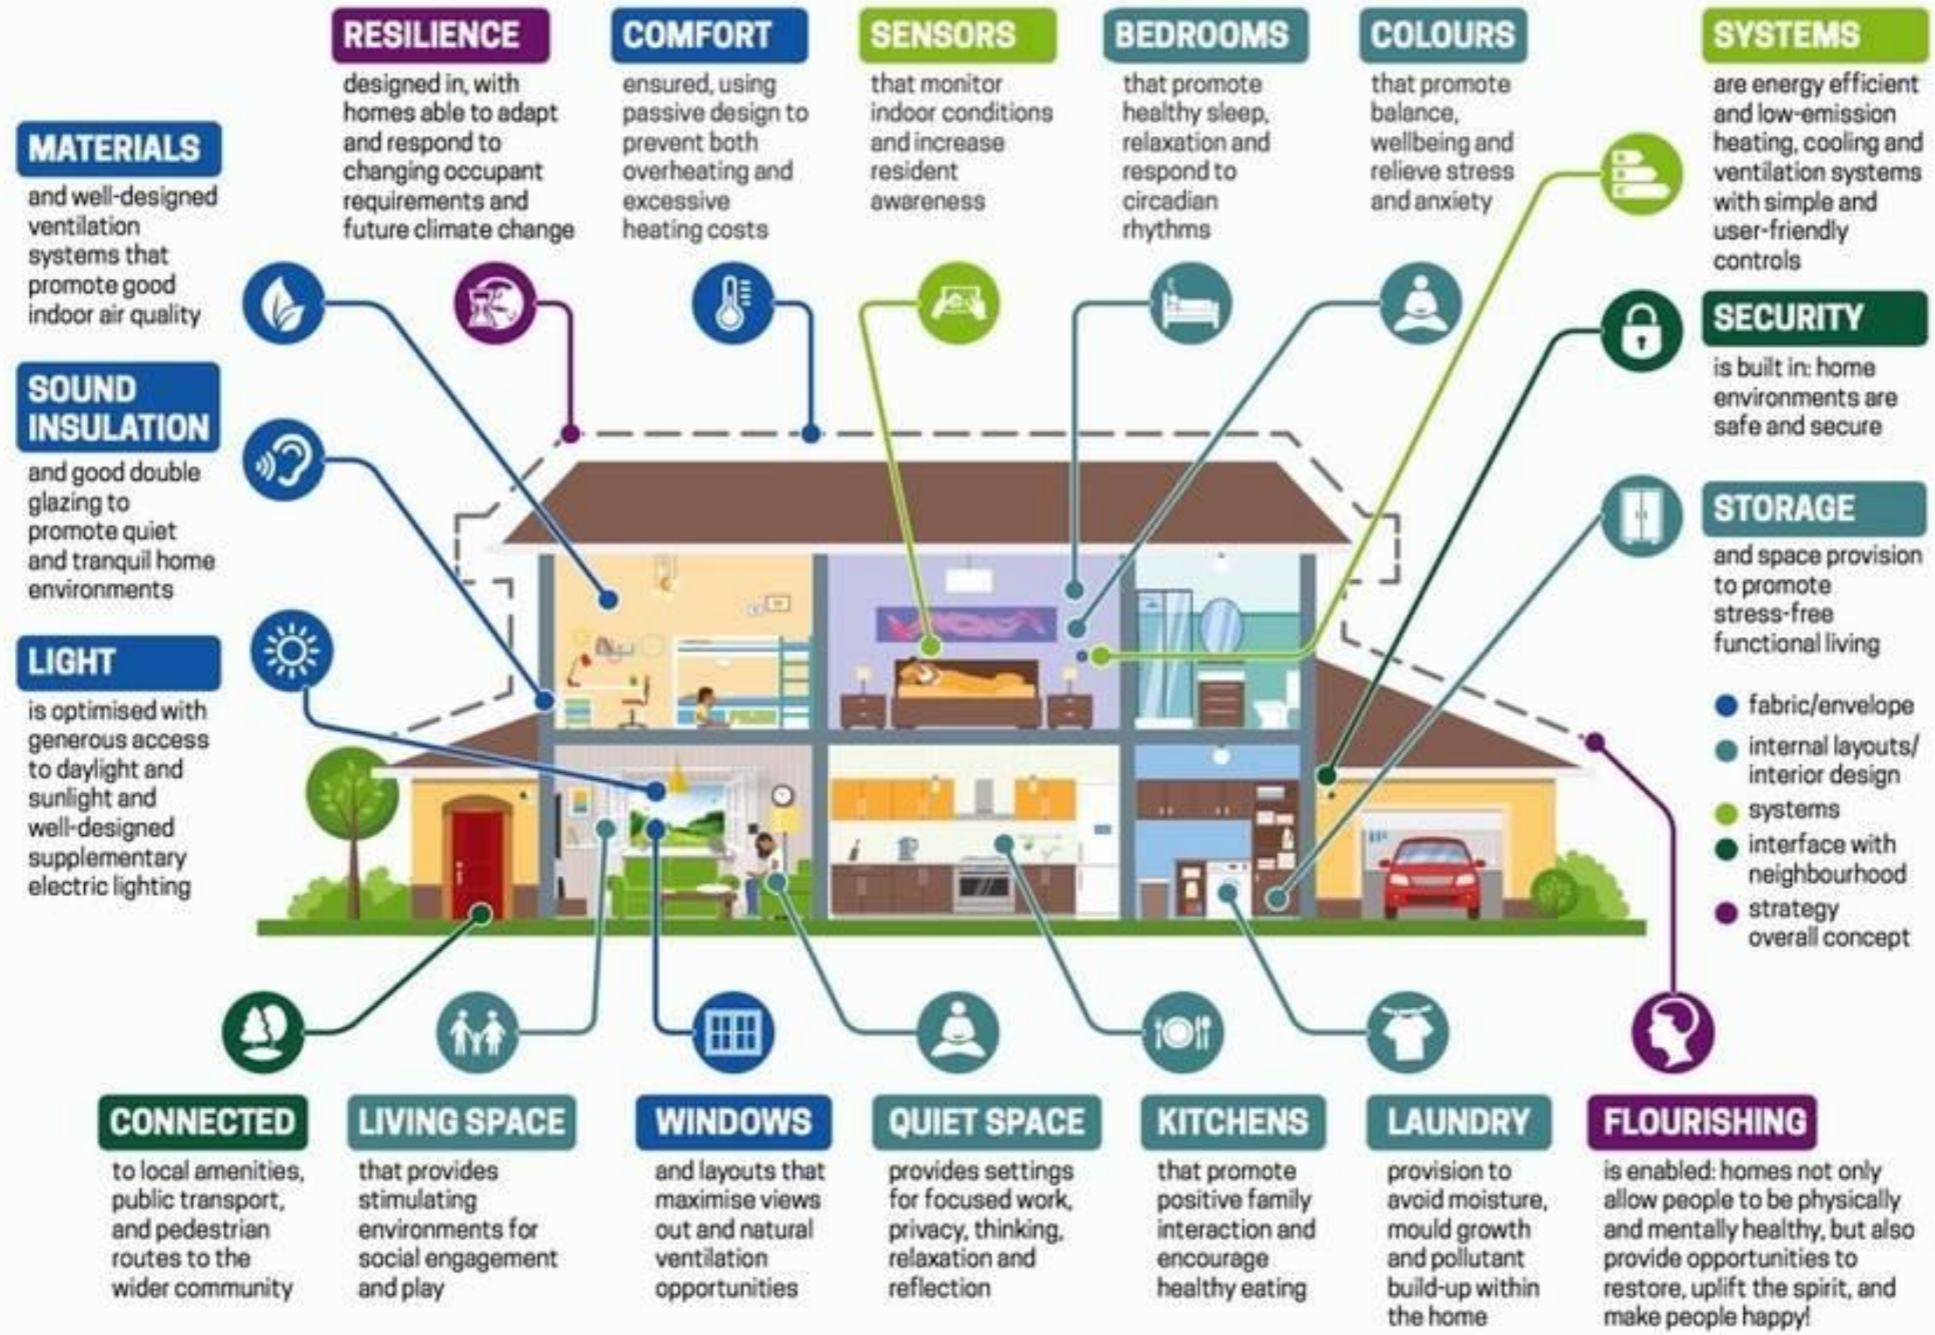 RESILIENCE
designed in, with
homes able to adapt
and respond to
changing occupant
requirements and
future climate change
COMFORT
ensured, using
passive design to
prevent both
overheating and
excessive
heating costs
SENSORS
that monitor
indoor conditions
and increase
resident
awareness
BEDROOMS
that promote
healthy sleep,
relaxation and
respond to
circadian
rhythms
COLOURS
that promote
balance,
wellbeing and
relieve stress
and anxiety
SYSTEMS
are energy efficient
and low-emission
heating, cooling and
ventilation systems
with simple and
user-friendly
controls
MATERIALS
and well-designed
ventilation
systems that
promote good
indoor air quality
SECURITY
is built in: home
environments are
safe and secure
SOUND
INSULATION
and good double
glazing to
promote quiet
and tranquil home
environments
STORAGE
and space provision
to promote
stress-free
functional living
LIGHT
is optimised with
generous access
to daylight and
sunlight and
well-designed
supplementary
electric lighting
fabric/envelope
internal layouts/
interior design
systems
interface with
neighbourhood
strategy
overall concept
CONNECTED
to local amenities,
public transport,
and pedestrian
routes to the
wider community
LIVING SPACE
that provides
stimulating
environments for
social engagement
and play
WINDOWS
and layouts that
maximise views
out and natural
ventilation
opportunities
QUIET SPACE
provides settings
for focused work,
privacy, thinking,
relaxation and
reflection
KITCHENS
that promote
positive family
interaction and
encourage
healthy eating
LAUNDRY
provision to
avoid moisture,
mould growth
and pollutant
build-up within
the home
FLOURISHING
is enabled: homes not only
allow people to be physically
and mentally healthy, but also
provide opportunities to
restore, uplift the spirit, and
make people happy!